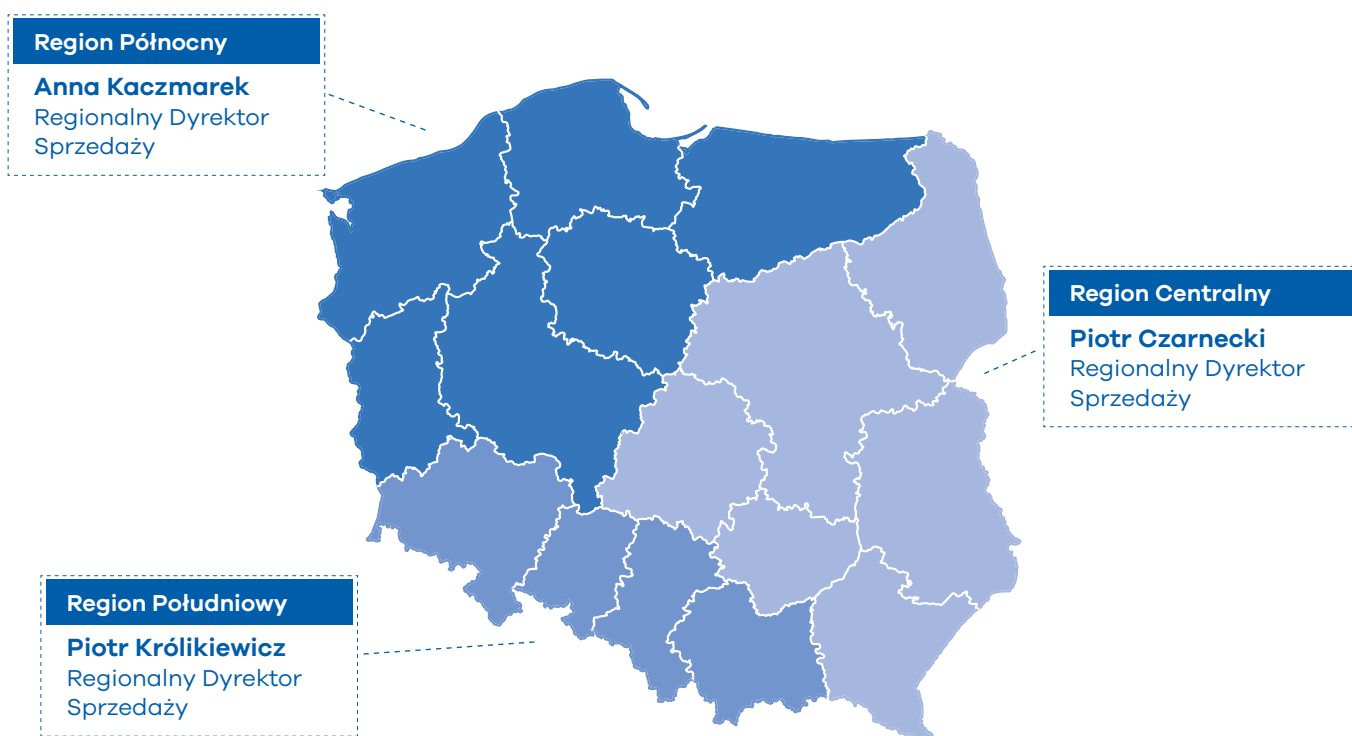 Region Północny
Anna Kaczmarek
Regionalny Dyrektor
Sprzedaży
Region Centralny
Piotr Czarnecki
Regionalny Dyrektor
Sprzedaży
Region Południowy
Piotr Królikiewicz
Regionalny Dyrektor
Sprzedaży